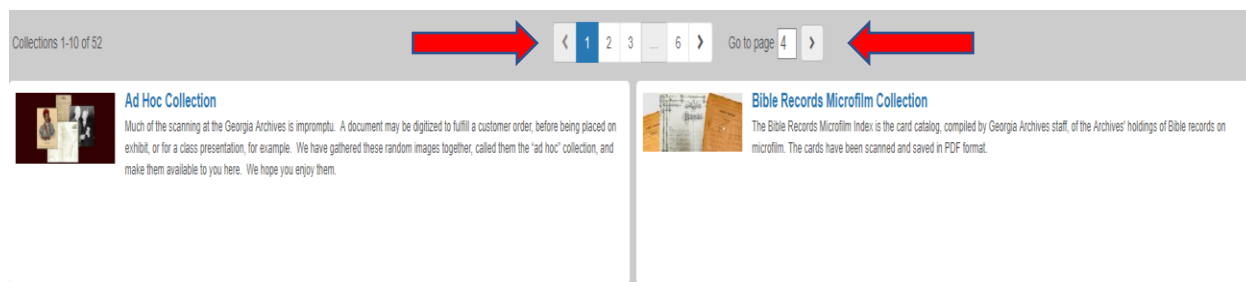 Collections 1-10 of 52
❮ 1 2 3 ... 6 ❯ Go to page 4 ❯
Ad Hoc Collection
Much of the scanning at the Georgia Archives is impromptu. A document may be digitized to fulfill a customer order, before being placed on
exhibit, or for a class presentation, for example. We have gathered these random images together, called them the "ad hoc" collection, and
make them available to you here. We hope you enjoy them.
Bible Records Microfilm Collection
The Bible Records Microfilm Index is the card catalog, compiled by Georgia Archives staff, of the Archives' holdings of Bible records on
microfilm. The cards have been scanned and saved in PDF format.